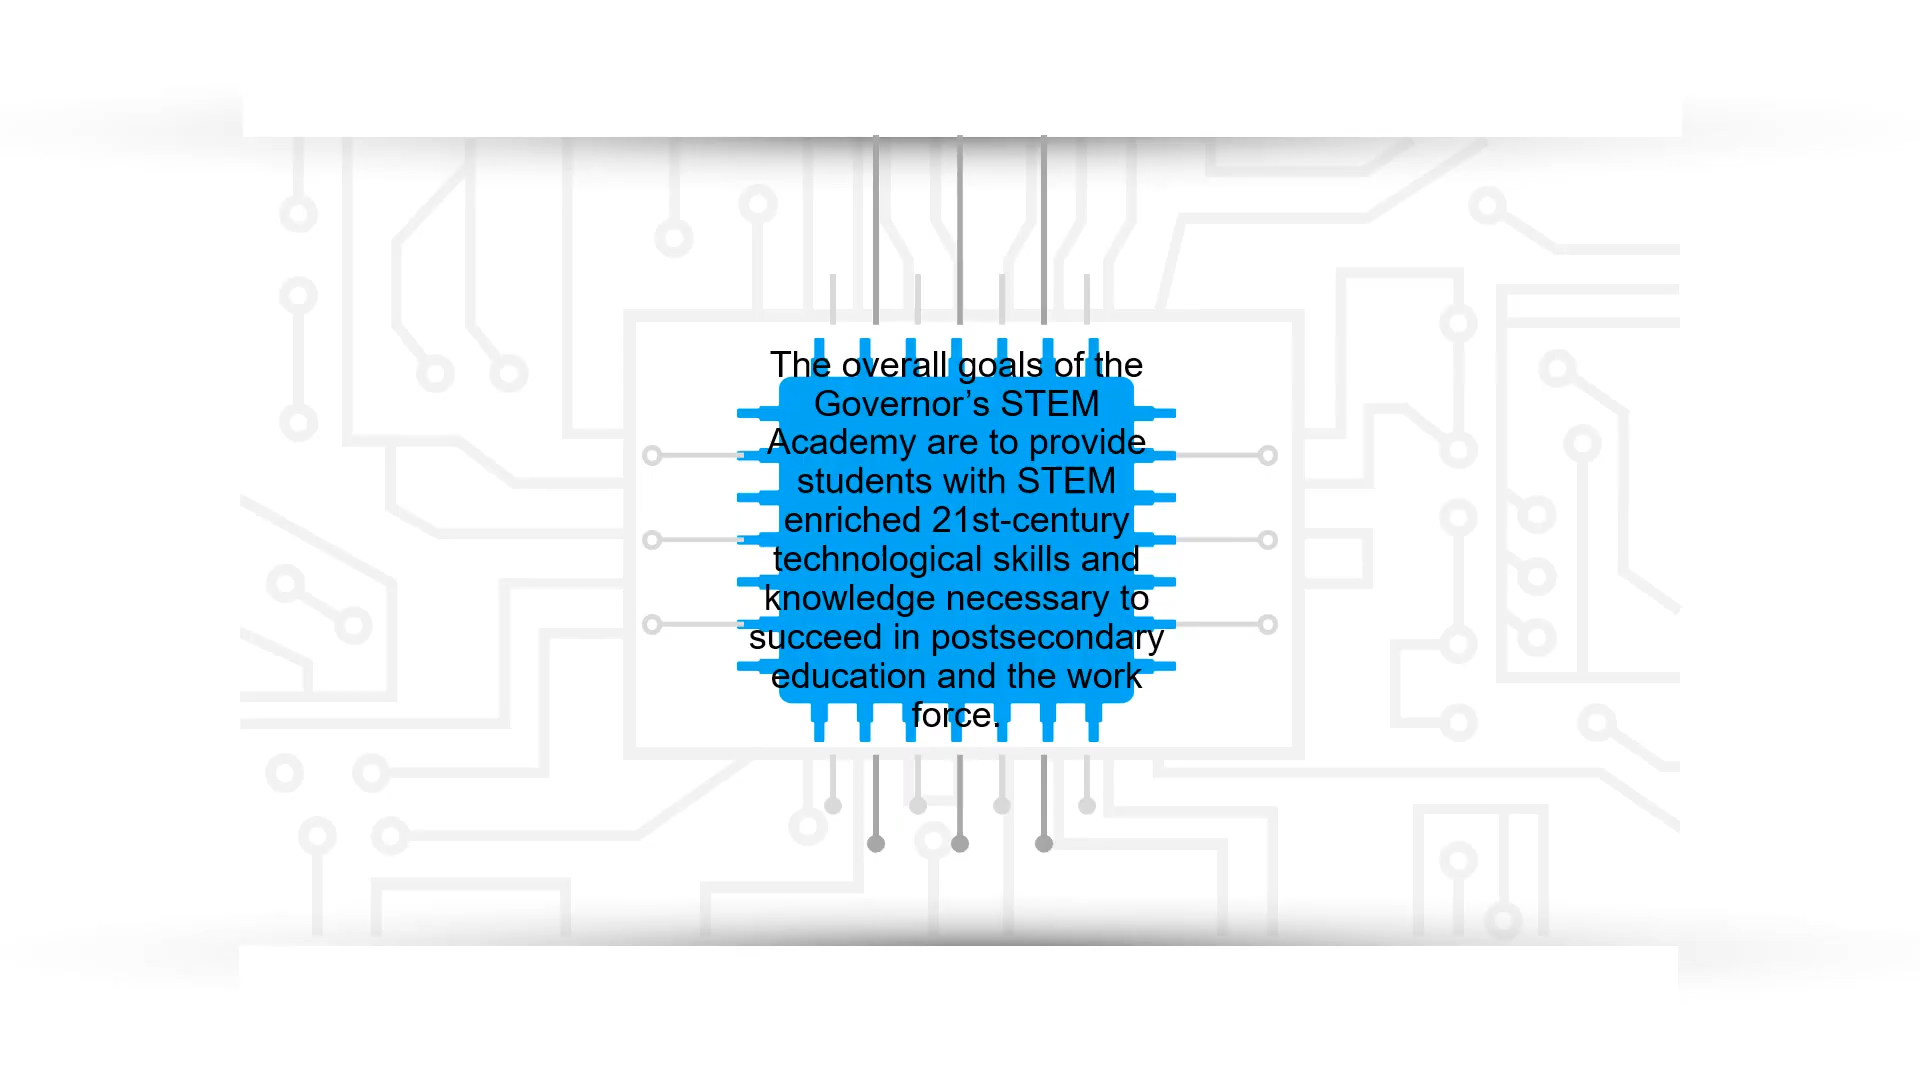 The overall goals of the
Governor’s STEM
Academy are to provide
students with STEM
enriched 21st-century
technological skills and
knowledge necessary to
succeed in postsecondary
education and the work
force.